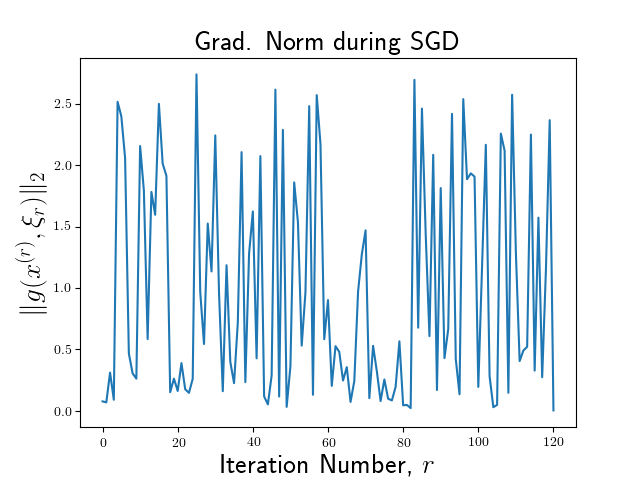 Grad. Norm during SGD
2.5
2.0
1.5
1.0
0.5
0.0
‖g(x^{(r)}, ξ_r)‖_2
0 20 40 60 80 100 120
Iteration Number, r